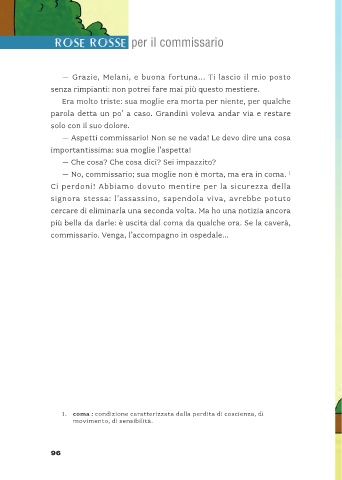 ROSE ROSSE per il commissario
— Grazie, Melani, e buona fortuna... Ti lascio il mio posto
senza rimpianti: non potrei fare mai più questo mestiere.
Era molto triste: sua moglie era morta per niente, per qualche
parola detta un po' a caso. Grandini voleva andar via e restare
solo con il suo dolore.
— Aspetti commissario! Non se ne vada! Le devo dire una cosa
importantissima: sua moglie l'aspetta!
— Che cosa? Che cosa dici? Sei impazzito?
— No, commissario; sua moglie non è morta, ma era in coma. 1
Ci perdoni! Abbiamo dovuto mentire per la sicurezza della
signora stessa: l'assassino, sapendola viva, avrebbe potuto
cercare di eliminarla una seconda volta. Ma ho una notizia ancora
più bella da darle: è uscita dal coma da qualche ora. Se la caverà,
commissario. Venga, l'accompagno in ospedale...
1. coma : condizione caratterizzata dalla perdita di coscienza, di
movimento, di sensibilità.
96